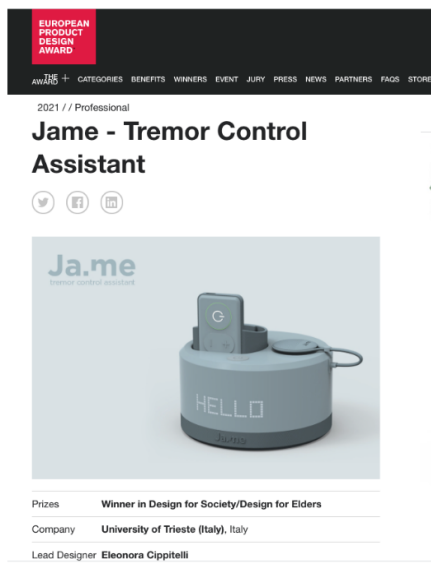 EUROPEAN
PRODUCT
DESIGN
AWARD
THE AWARD + CATEGORIES BENEFITS WINNERS EVENT JURY PRESS NEWS PARTNERS FAQS STORE
2021 // Professional
Jame - Tremor Control
Assistant
Ja.me
tremor control assistant
HELLO
Ja.me
Prizes Winner in Design for Society/Design for Elders
Company University of Trieste (Italy), Italy
Lead Designer Eleonora Cippitelli